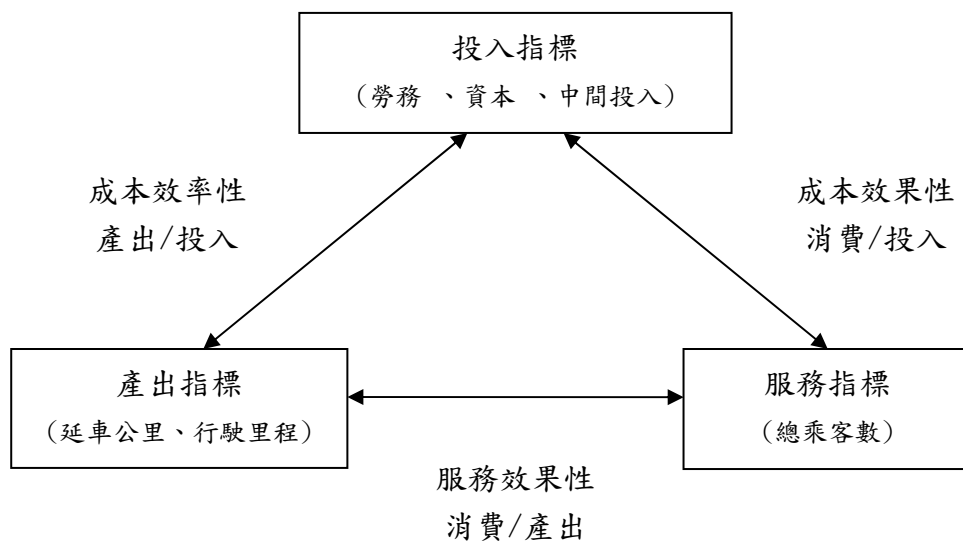 投入指標
（勞務 、資本 、中間投入）
成本效率性
產出/投入
成本效果性
消費/投入
產出指標
（延車公里、行駛里程）
服務指標
（總乘客數）
服務效果性
消費/產出